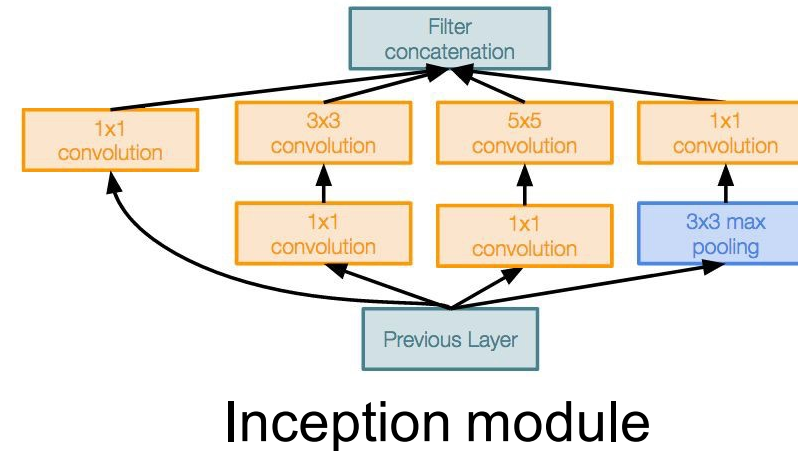 Filter
concatenation
1x1
convolution
3x3
convolution
5x5
convolution
1x1
convolution
1x1
convolution
1x1
convolution
3x3 max
pooling
Previous Layer
Inception module